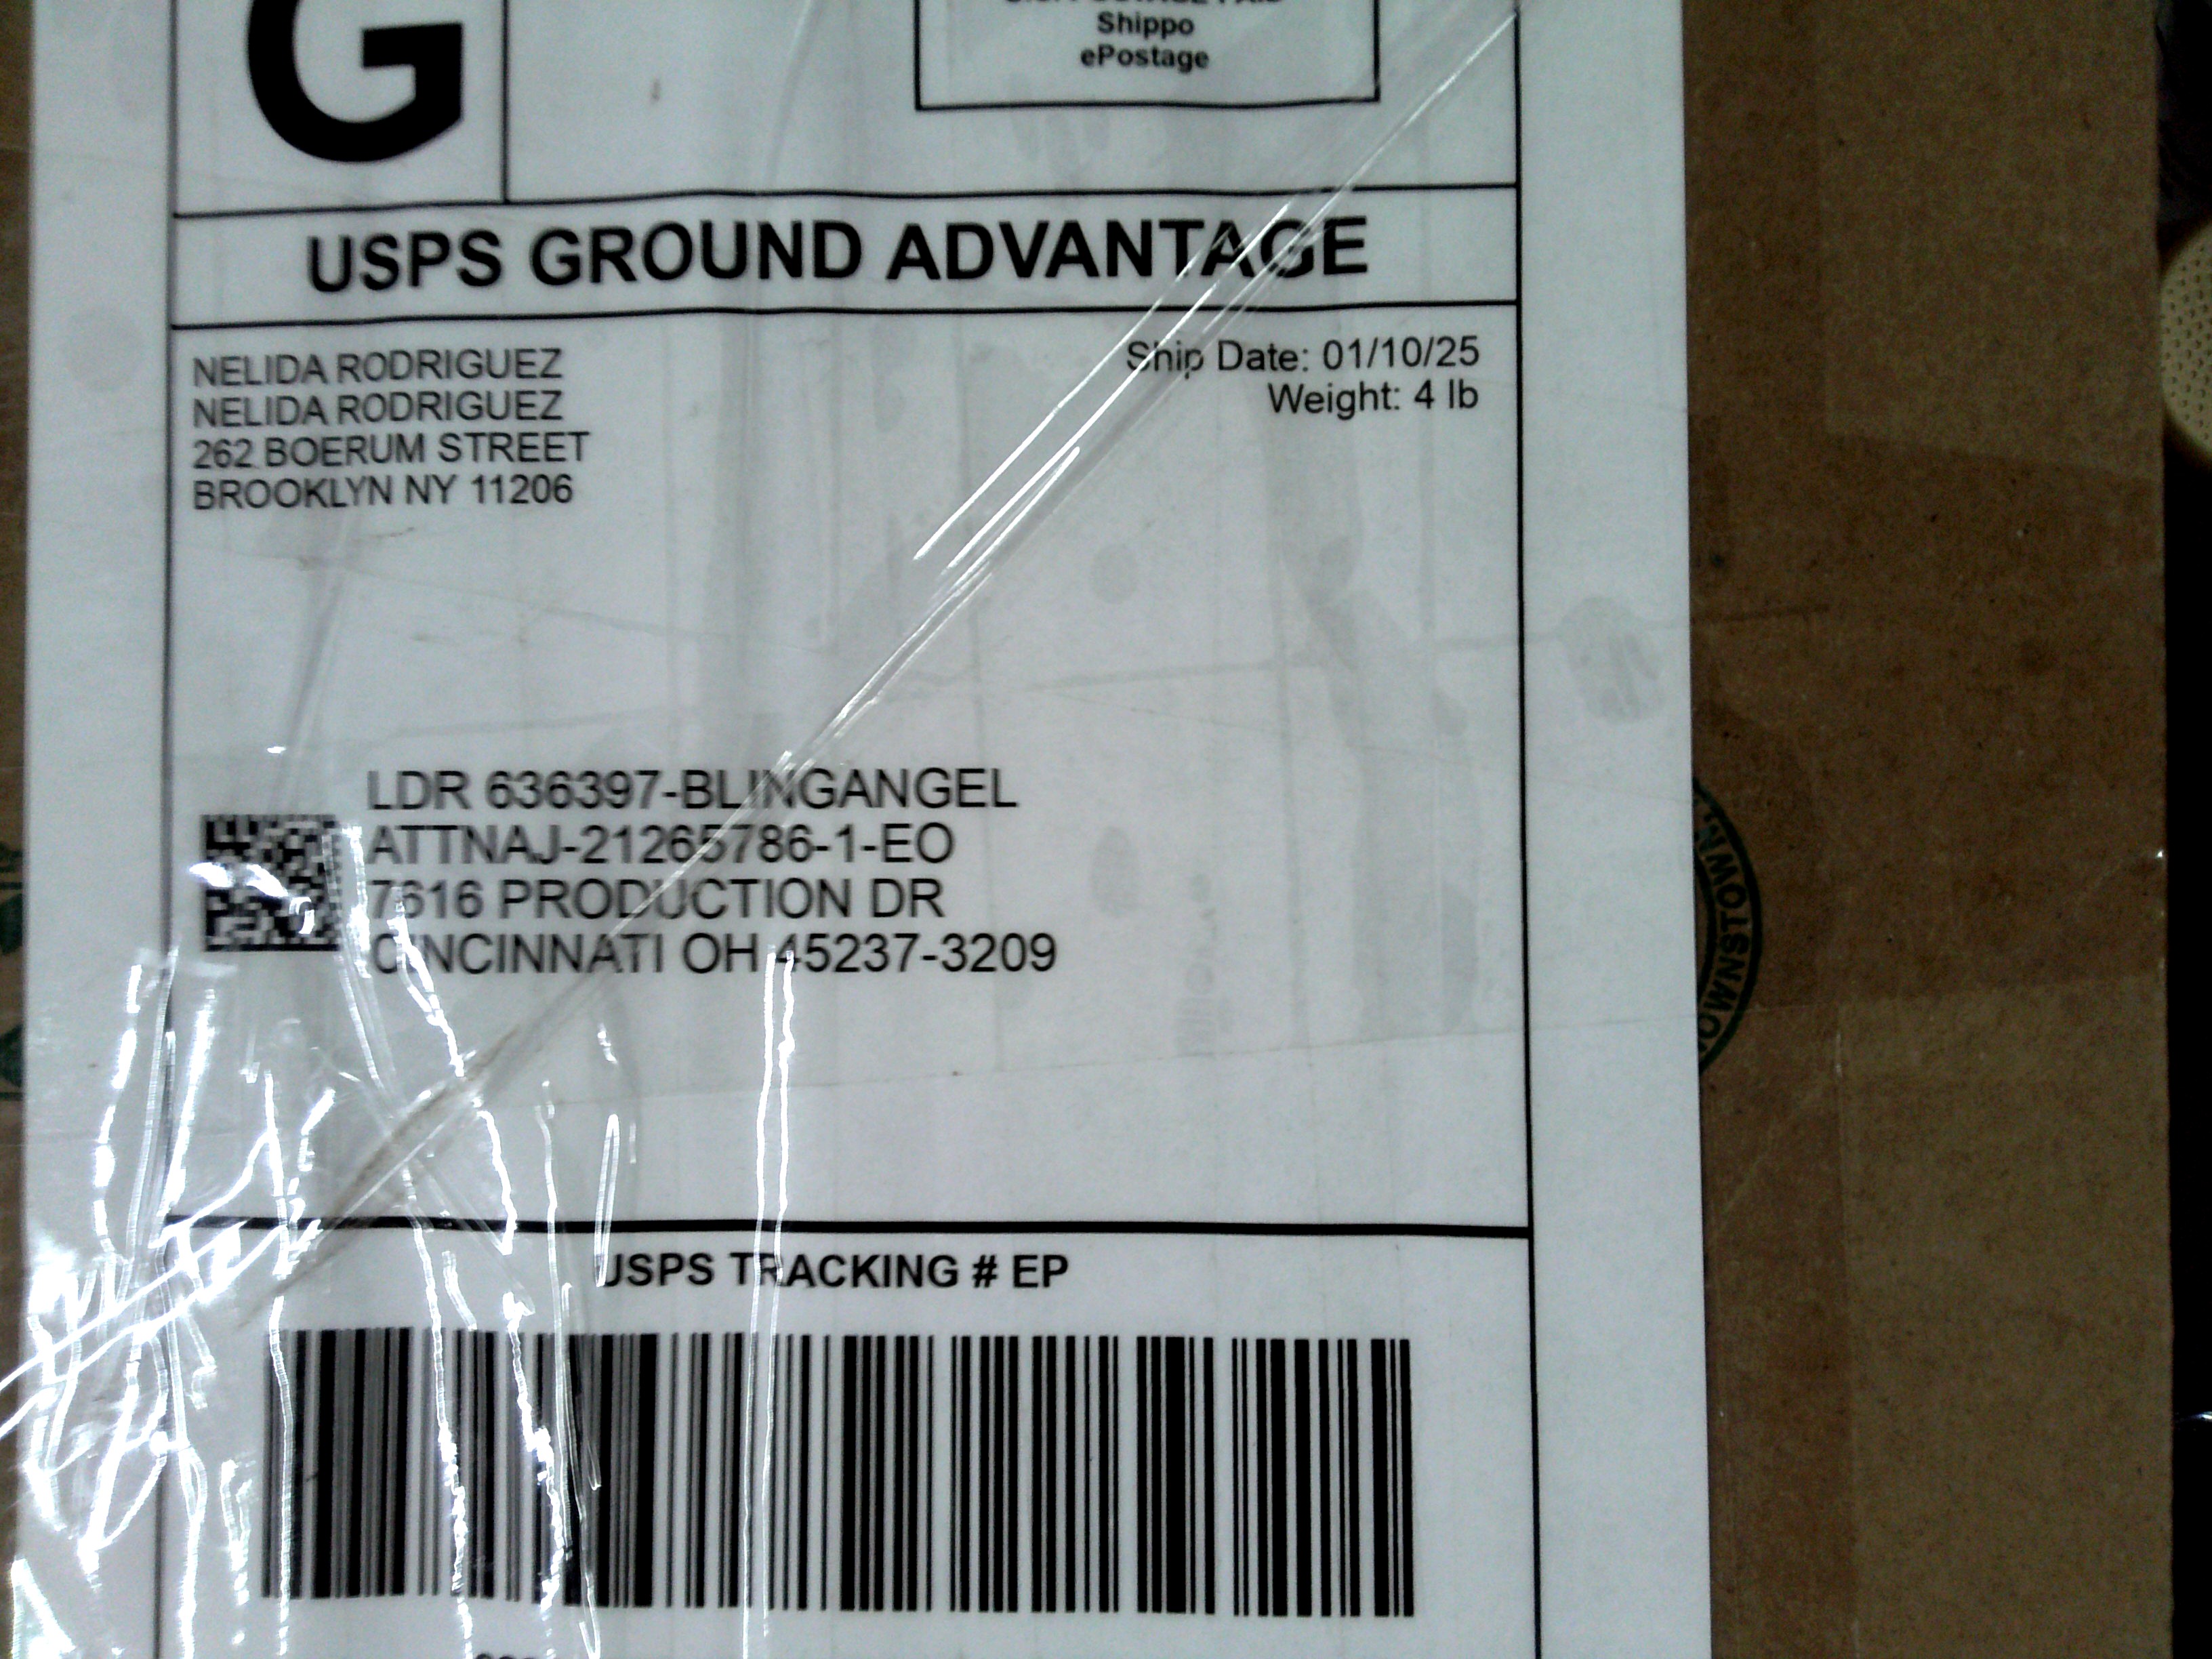 G
Shippo
ePostage
USPS GROUND ADVANTAGE
NELIDA RODRIGUEZ
NELIDA RODRIGUEZ
262 BOERUM STREET
BROOKLYN NY 11206
Ship Date: 01/10/25
Weight: 4 lb
LDR 636397-BLINGANGEL
ATTNAJ-21265786-1-EO
7616 PRODUCTION DR
CINCINNATI OH 45237-3209
USPS TRACKING # EP